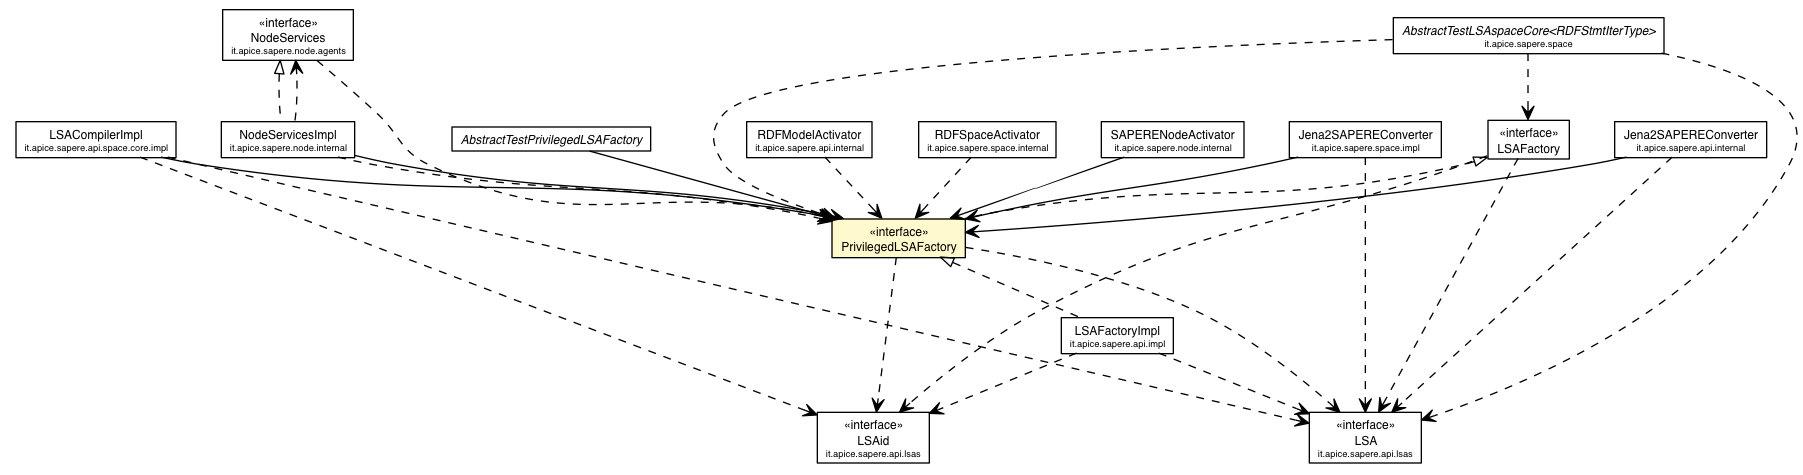 «interface»
NodeServices
it.apice.sapere.node.agents
AbstractTestLSAspaceCore<RDFStmtIterType>
it.apice.sapere.space
LSACompilerImpl
it.apice.sapere.api.space.core.impl
NodeServicesImpl
it.apice.sapere.node.internal
AbstractTestPrivilegedLSAFactory
RDFModelActivator
it.apice.sapere.api.internal
RDFSpaceActivator
it.apice.sapere.space.internal
SAPERENodeActivator
it.apice.sapere.node.internal
Jena2SAPEREConverter
it.apice.sapere.space.impl
«interface»
LSAFactory
Jena2SAPEREConverter
it.apice.sapere.api.internal
«interface»
PrivilegedLSAFactory
LSAFactoryImpl
it.apice.sapere.api.impl
«interface»
LSAid
it.apice.sapere.api.lsas
«interface»
LSA
it.apice.sapere.api.lsas